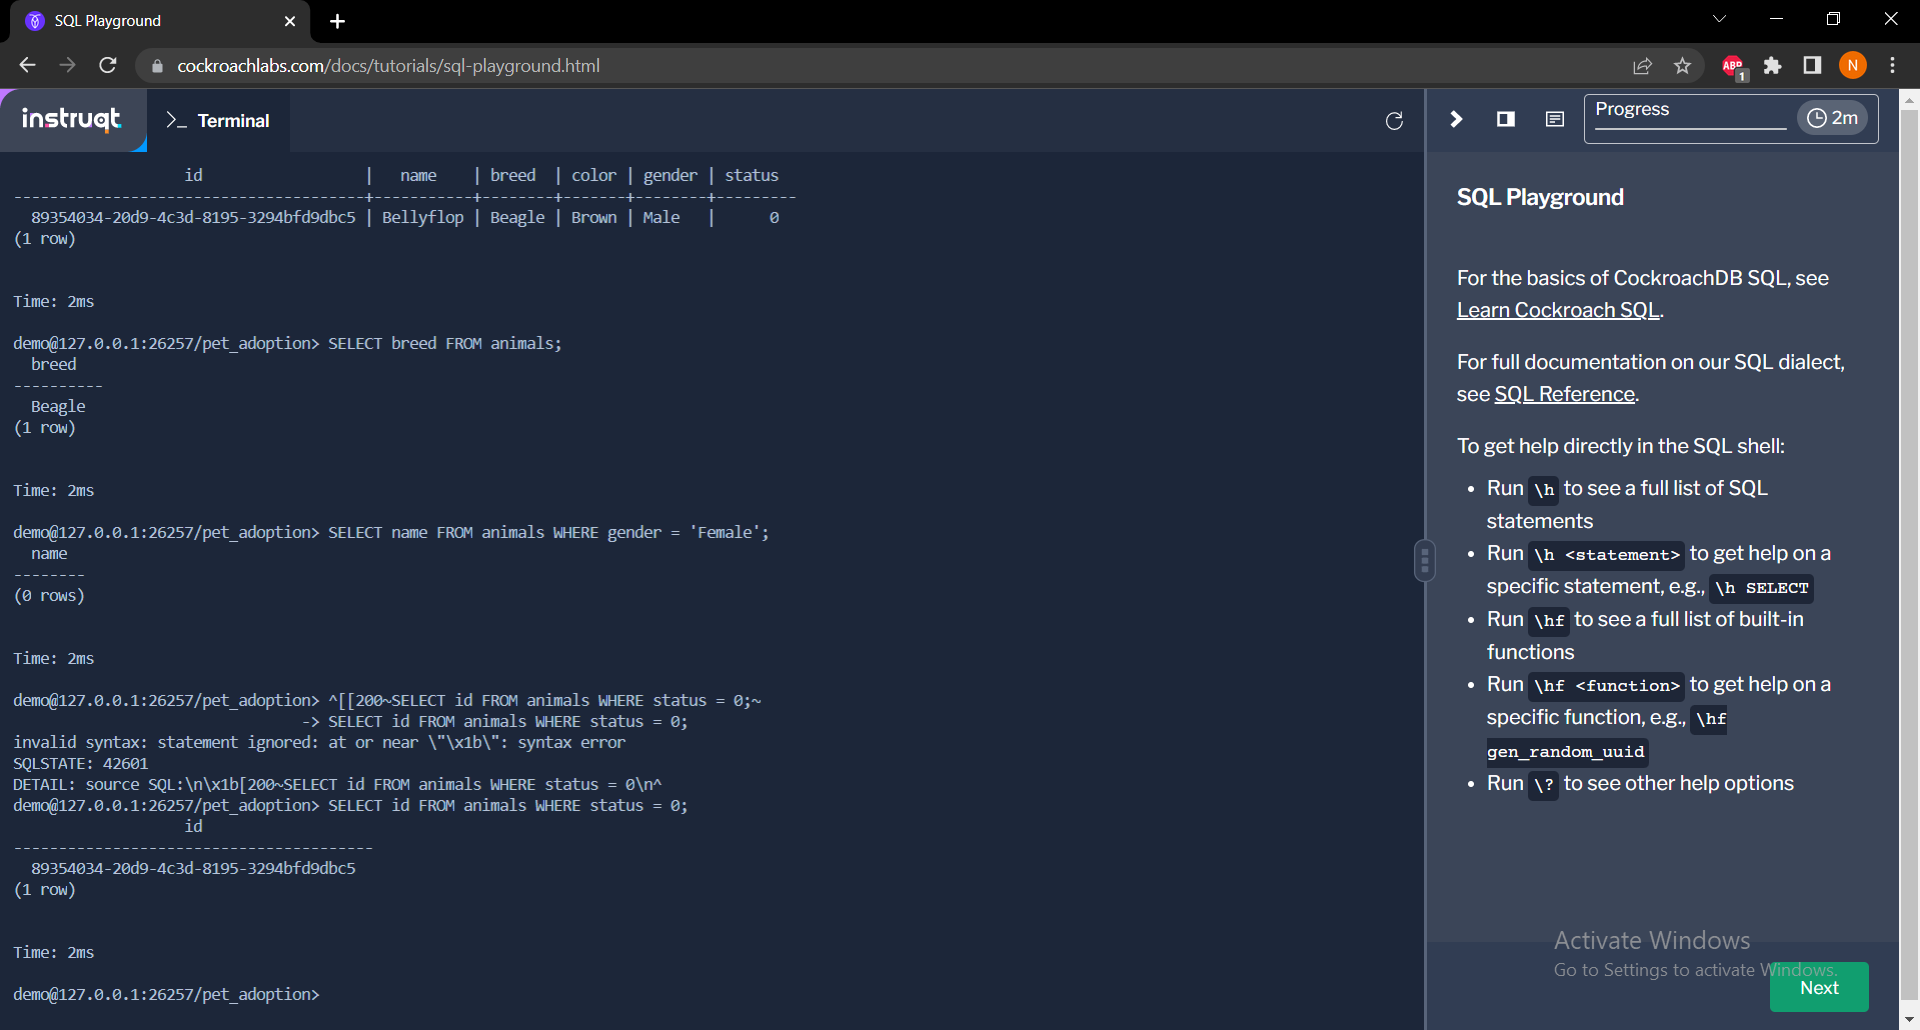 SQL Playground
cockroachlabs.com/docs/tutorials/sql-playground.html
ABP
1
N
instruqt
>_ Terminal
id | name | breed | color | gender | status
---------------------------------------+-----------+--------+-------+--------+---------
89354034-20d9-4c3d-8195-3294bfd9dbc5 | Bellyflop | Beagle | Brown | Male | 0
(1 row)
Time: 2ms
demo@127.0.0.1:26257/pet_adoption> SELECT breed FROM animals;
breed
----------
Beagle
(1 row)
Time: 2ms
demo@127.0.0.1:26257/pet_adoption> SELECT name FROM animals WHERE gender = 'Female';
name
--------
(0 rows)
Time: 2ms
demo@127.0.0.1:26257/pet_adoption> ^[[200~SELECT id FROM animals WHERE status = 0;~
-> SELECT id FROM animals WHERE status = 0;
invalid syntax: statement ignored: at or near \"\x1b\": syntax error
SQLSTATE: 42601
DETAIL: source SQL:\n\x1b[200~SELECT id FROM animals WHERE status = 0\n^
demo@127.0.0.1:26257/pet_adoption> SELECT id FROM animals WHERE status = 0;
id
----------------------------------------
89354034-20d9-4c3d-8195-3294bfd9dbc5
(1 row)
Time: 2ms
demo@127.0.0.1:26257/pet_adoption>
Progress
2m
SQL Playground
For the basics of CockroachDB SQL, see
Learn Cockroach SQL.
For full documentation on our SQL dialect,
see SQL Reference.
To get help directly in the SQL shell:
• Run \h to see a full list of SQL
statements
• Run \h <statement> to get help on a
specific statement, e.g., \h SELECT
• Run \hf to see a full list of built-in
functions
• Run \hf <function> to get help on a
specific function, e.g., \hf
gen_random_uuid
• Run \? to see other help options
Activate Windows
Go to Settings to activate Windows.
Next